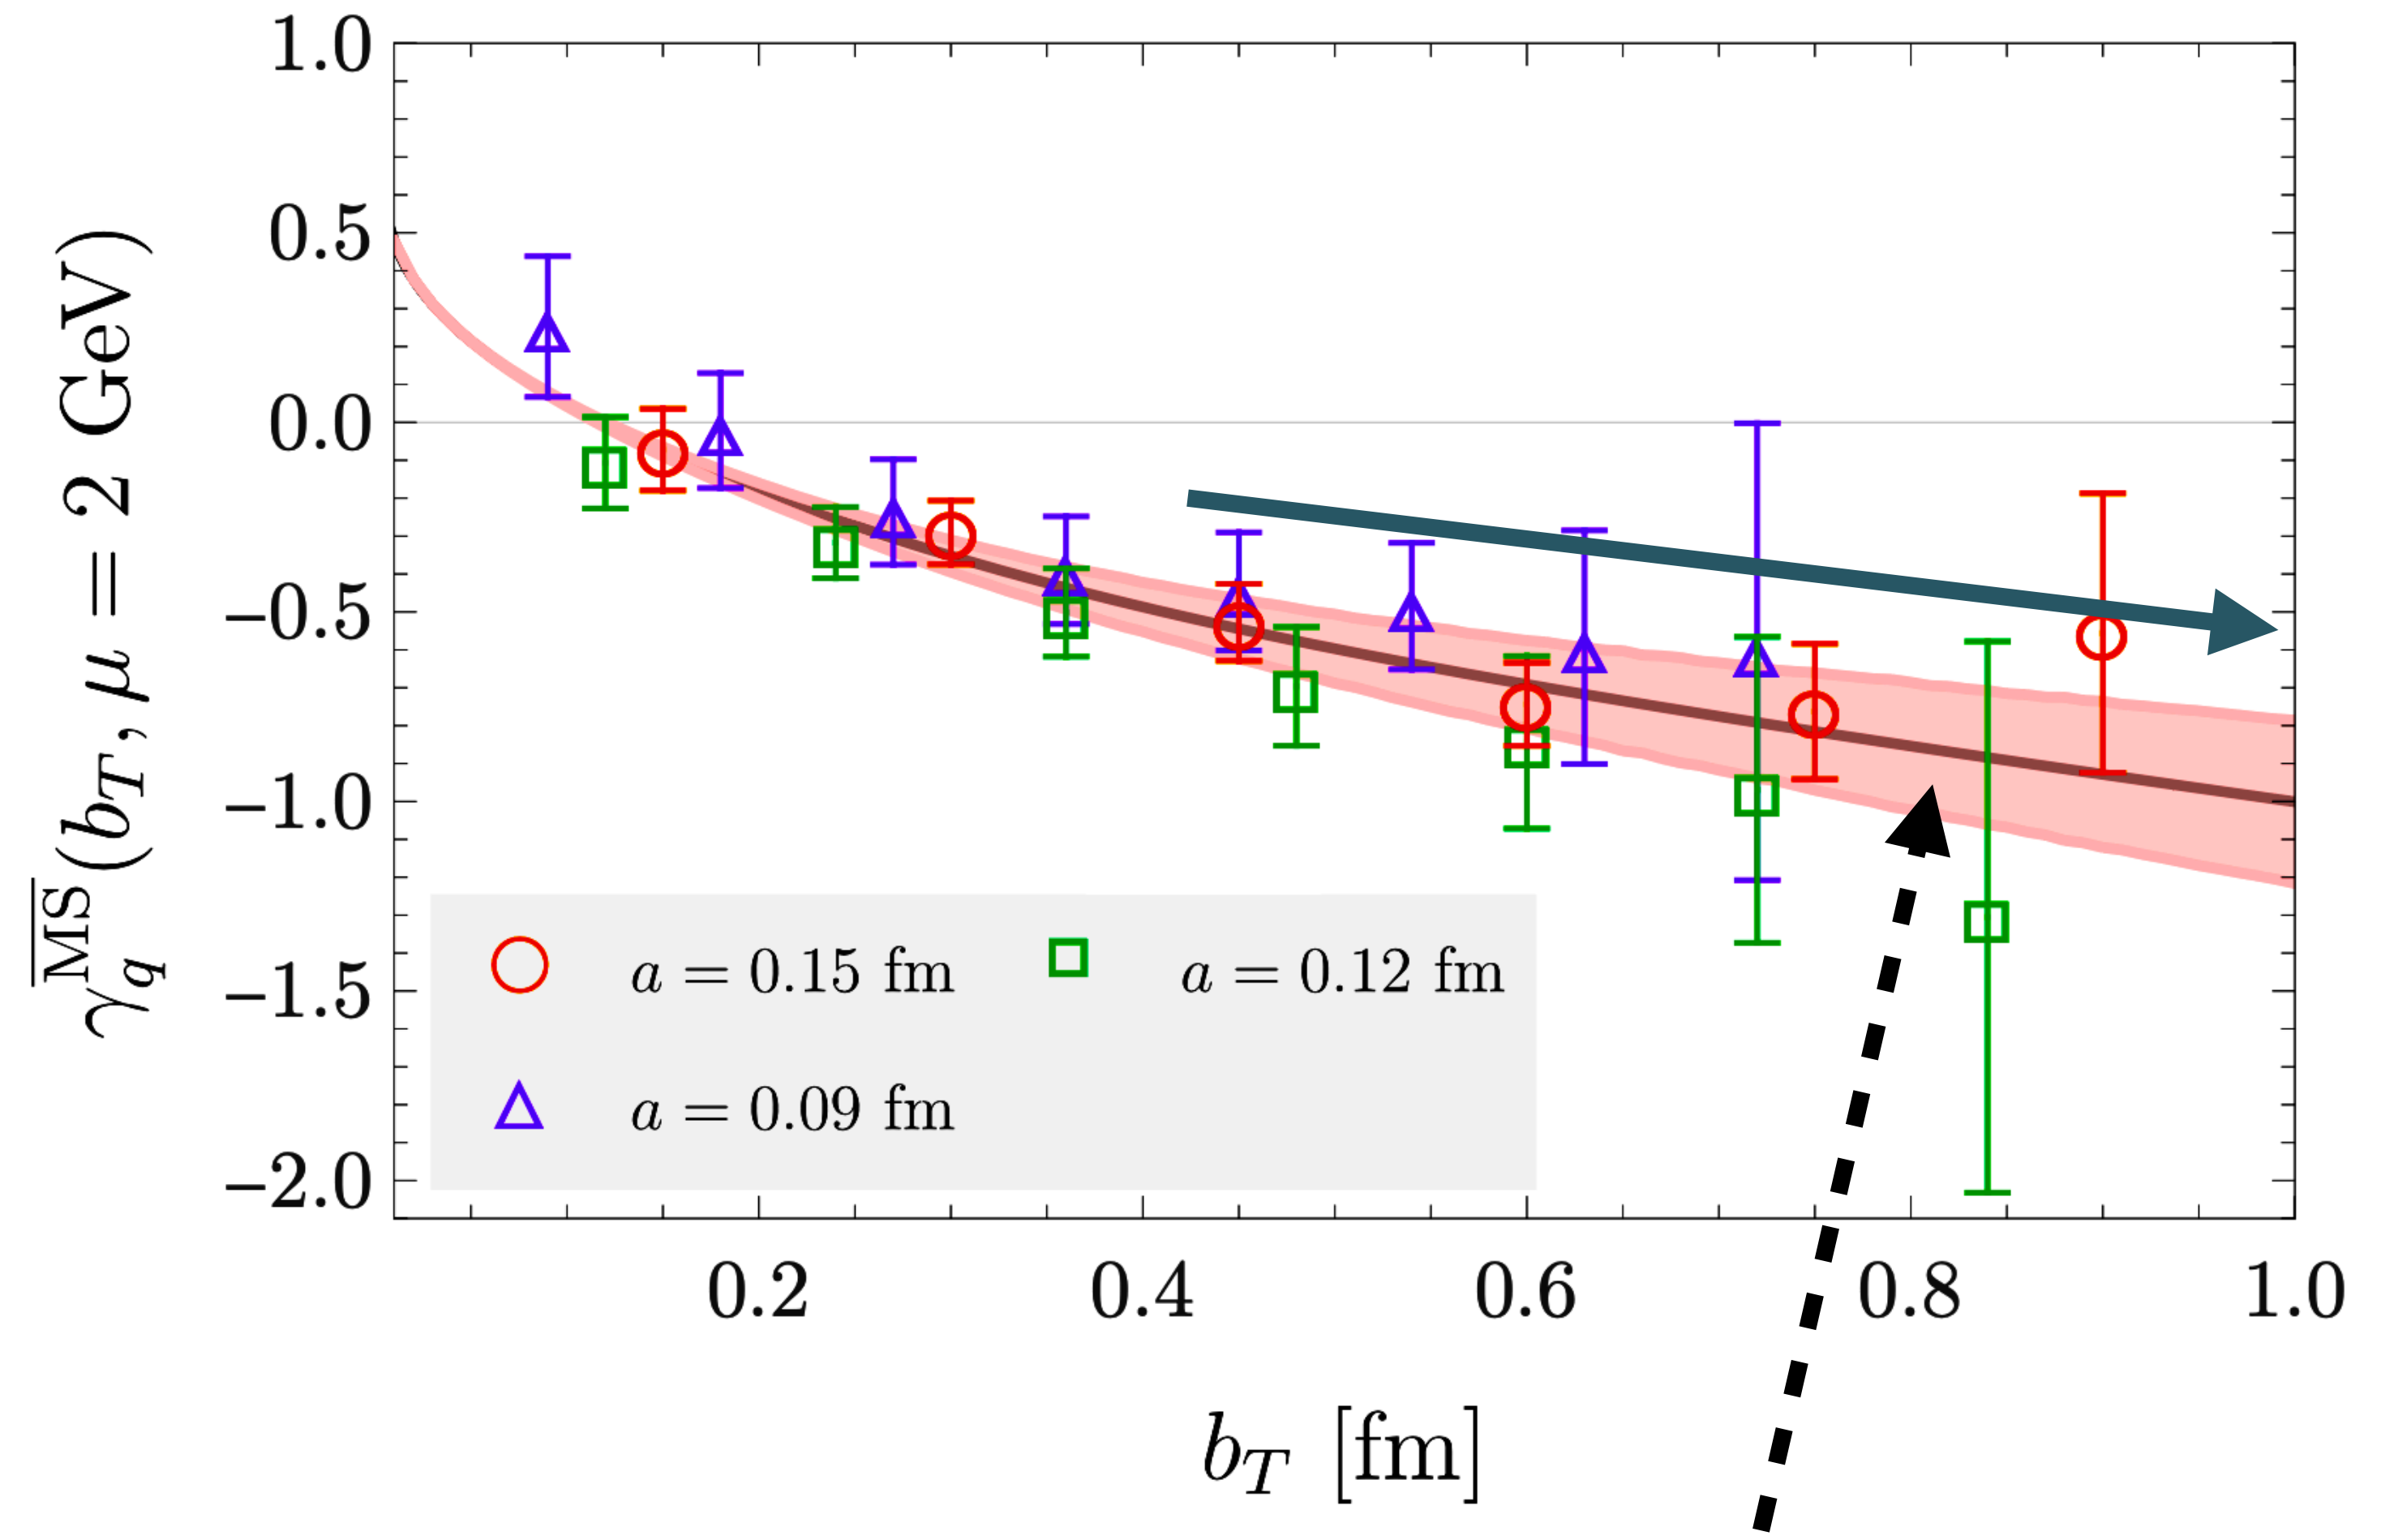 1.0
0.5
0.0
−0.5
−1.0
−1.5
−2.0
γ_q^{\overline{MS}}(b_T, μ = 2 GeV)
a = 0.15 fm
a = 0.12 fm
a = 0.09 fm
0.2 0.4 0.6 0.8 1.0
b_T [fm]